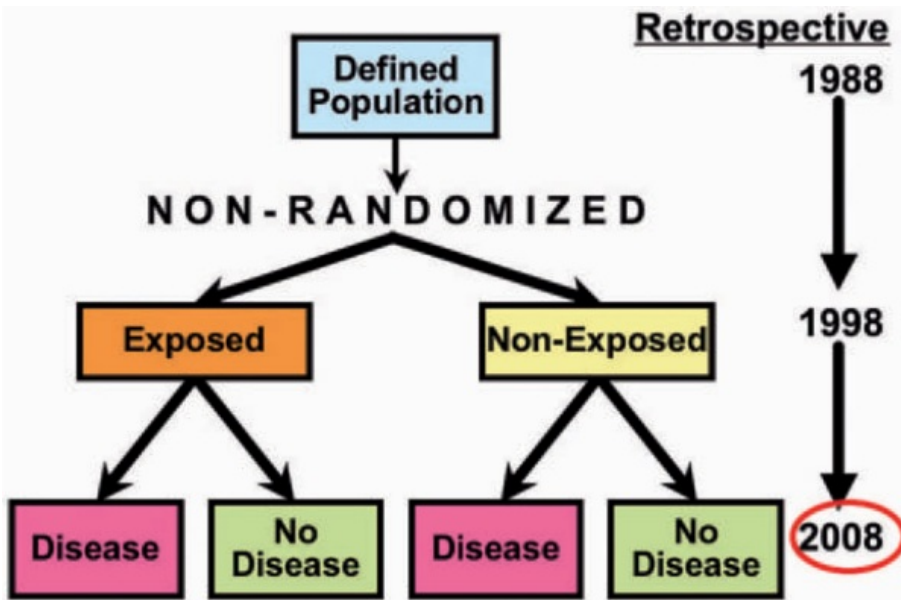 Retrospective
1988
Defined
Population
NON-RANDOMIZED
Exposed
Non-Exposed
1998
Disease
No
Disease
Disease
No
Disease
2008